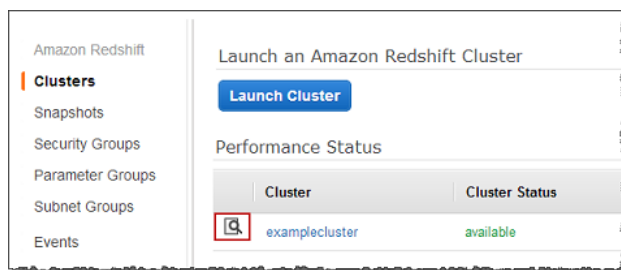 Amazon Redshift
Clusters
Snapshots
Security Groups
Parameter Groups
Subnet Groups
Events
Launch an Amazon Redshift Cluster
Launch Cluster
Performance Status
Cluster Cluster Status
examplecluster available